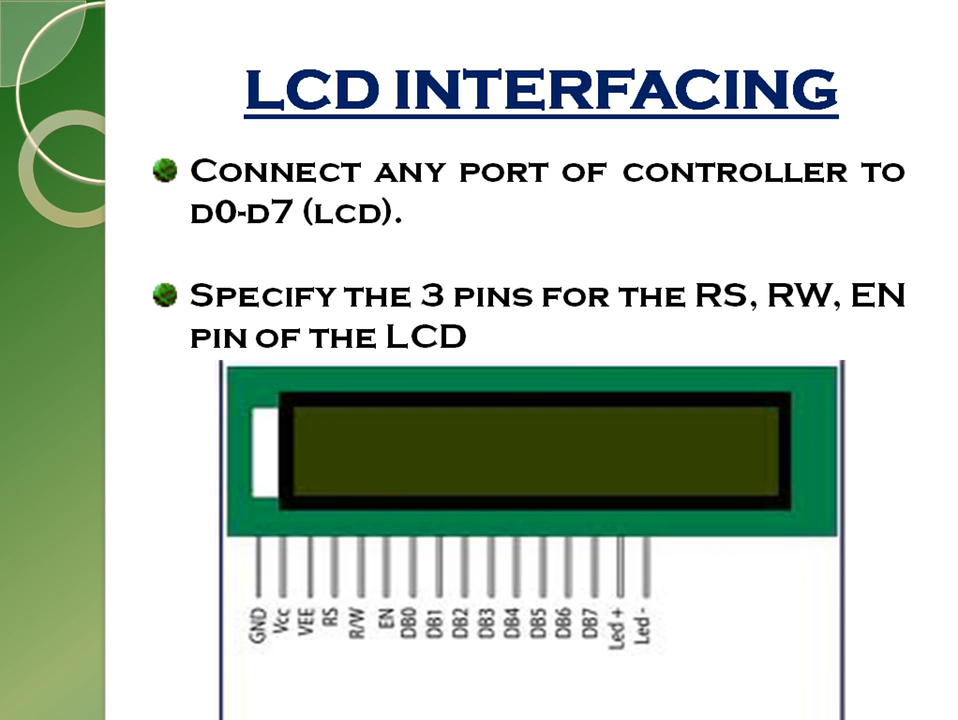 LCD INTERFACING
CONNECT ANY PORT OF CONTROLLER TO
D0-D7 (LCD).
SPECIFY THE 3 PINS FOR THE RS, RW, EN
PIN OF THE LCD
GND
Vcc
VEE
RS
R/W
EN
DB0
DB1
DB2
DB3
DB4
DB5
DB6
DB7
Led +
Led -